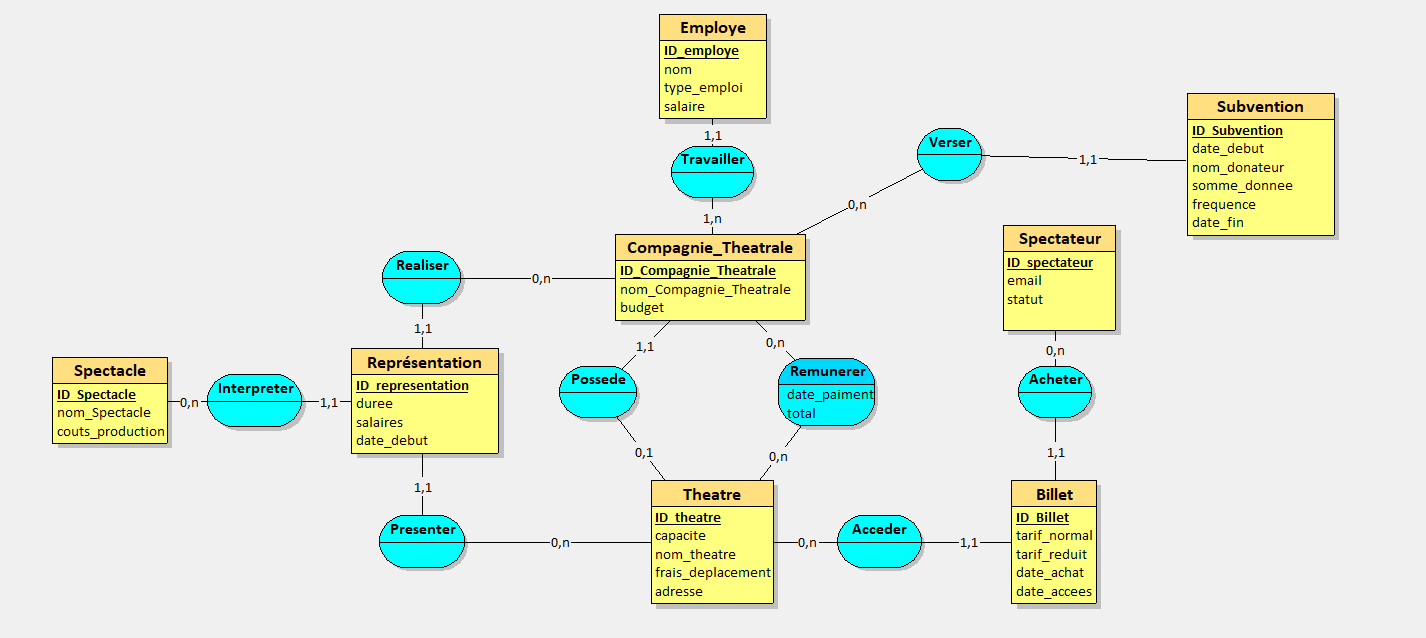 Employe
ID_employe
nom
type_emploi
salaire
1,1
Travailler
1,n
Verser
1,1
0,n
Subvention
ID_Subvention
date_debut
nom_donateur
somme_donnee
frequence
date_fin
Compagnie_Theatrale
ID_Compagnie_Theatrale
nom_Compagnie_Theatrale
budget
Spectateur
ID_spectateur
email
statut
Realiser
0,n
1,1
Spectacle
ID_Spectacle
nom_Spectacle
couts_production
0,n
Interpreter
1,1
Représentation
ID_representation
duree
salaires
date_debut
1,1
Possede
0,1
0,n
Remunerer
date_paiment
total
0,n
0,n
Acheter
1,1
1,1
Presenter
0,n
Theatre
ID_theatre
capacite
nom_theatre
frais_deplacement
adresse
0,n
Acceder
1,1
Billet
ID_Billet
tarif_normal
tarif_reduit
date_achat
date_accees